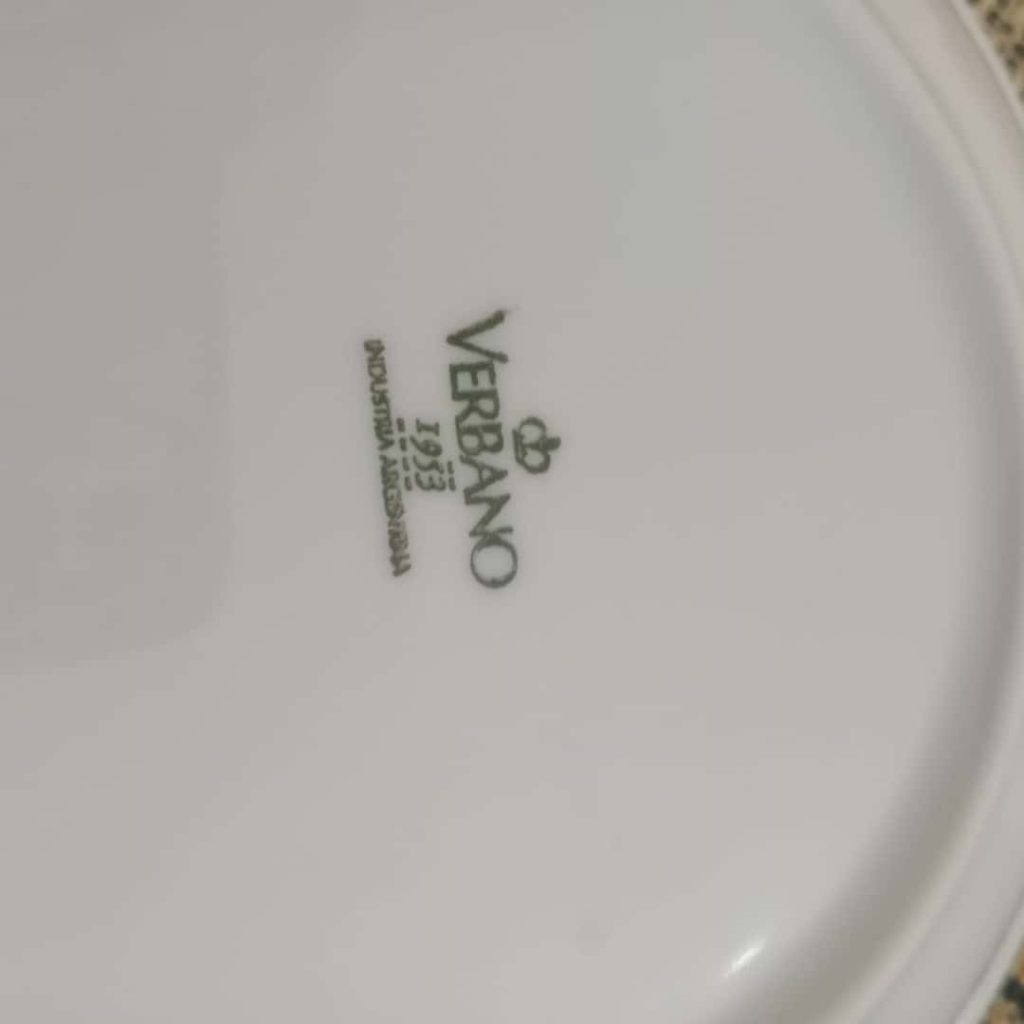 VERBANO
1953
INDUSTRIA ARGENTINA